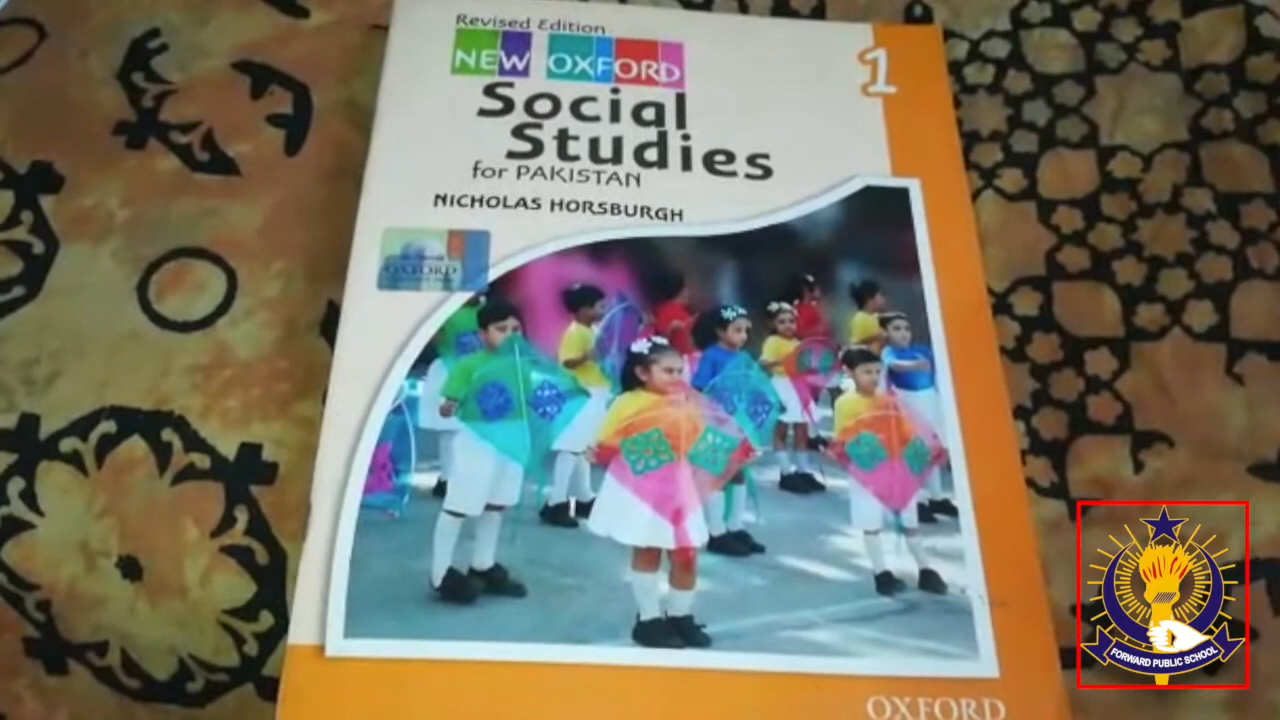 Revised Edition
NEW OXFORD
1
Social
Studies
for PAKISTAN
NICHOLAS HORSBURGH
OXFORD
OXFORD
FORWARD PUBLIC SCHOOL